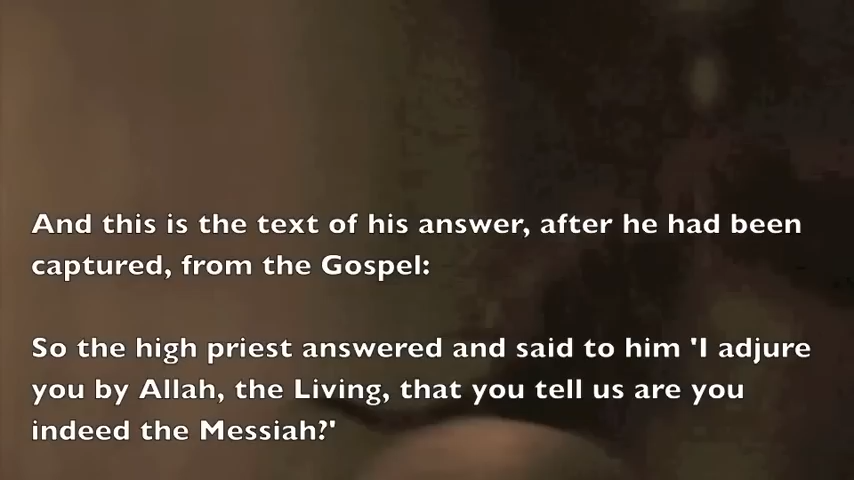 And this is the text of his answer, after he had been
captured, from the Gospel:
So the high priest answered and said to him 'I adjure
you by Allah, the Living, that you tell us are you
indeed the Messiah?'